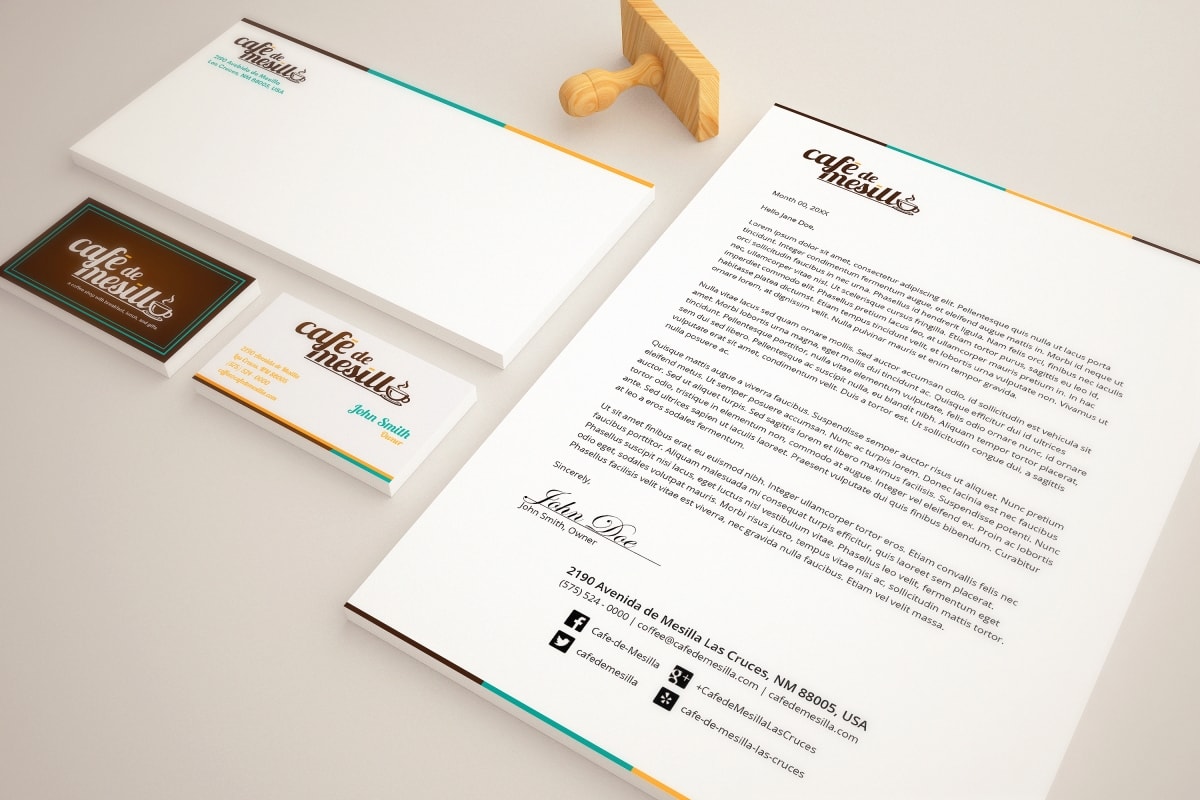 café de
mesilla
2190 Avenida de Mesilla
Las Cruces, NM 88005, USA
café de
mesilla
a coffee shop with breakfast, lunch, and gifts
café de
mesilla
2190 Avenida de Mesilla
Las Cruces, NM 88005
(575) 524 - 0000
cafedemesilla.com
John Smith
Owner
café de
mesilla
Month 00, 20XX
Hello Jane Doe,
Lorem ipsum dolor sit amet, consectetur adipiscing elit. Pellentesque quis nulla ut lacus porta
tincidunt. Integer condimentum fermentum augue, et eleifend augue mattis in. Morbi id neque ut
orci sollicitudin faucibus in nec urna. Phasellus id hendrerit ligula. Nam felis orci, finibus nec iaculis
nec, ullamcorper vitae nisl. Ut scelerisque cursus fringilla. Etiam tortor purus, sagittis eu leo id,
imperdiet commodo elit. Phasellus pretium lacus leo, at ullamcorper mauris pretium in. In hac
habitasse platea dictumst. Etiam tempus tincidunt velit, et lobortis urna vulputate non. Vivamus ut
ornare lorem, at dignissim velit. Nulla pulvinar mauris et enim tempor gravida.
Nulla vitae lacus sed quam ornare mollis. Sed auctor accumsan odio, id sollicitudin est vehicula sit
amet. Morbi lobortis urna magna, eget mollis dui tincidunt ac. Quisque efficitur dui id ultrices
tincidunt. Pellentesque porttitor, nulla vitae elementum vulputate, felis odio ornare nunc, id ornare
sem dui sed libero. Pellentesque ac suscipit nulla, eu blandit nibh. Aliquam tempor tortor placerat,
vulputate erat sit amet, condimentum velit. Duis a tortor est. Ut sollicitudin congue dui, a sagittis
nulla posuere ac.
Quisque mattis augue a viverra faucibus. Suspendisse semper auctor risus ut aliquet. Nunc pretium
eleifend metus. Ut semper posuere accumsan. Nunc ac turpis lorem. Donec lacinia est nec faucibus
auctor. Sed ut aliquet turpis. Sed sagittis lorem et libero maximus facilisis. Suspendisse potenti. Nunc
tortor odio, tristique in elementum non, commodo at augue. Integer vel eleifend ex. Proin ac lobortis
ante. Sed ultrices sapien ut iaculis laoreet. Praesent vulputate dui quis finibus bibendum. Curabitur
at leo a eros sodales fermentum.
Ut sit amet finibus erat, eu euismod nibh. Integer ullamcorper tortor eros. Etiam convallis felis nec
faucibus porttitor. Aliquam malesuada mi consequat turpis efficitur, quis laoreet sem placerat.
Phasellus suscipit nisi lacus, eget luctus nisl vestibulum vitae. Phasellus leo velit, fermentum eget
odio eget, sodales volutpat mauris. Morbi risus justo, tempus vitae nisi ac, sollicitudin mattis tortor.
Phasellus facilisis velit vitae est viverra, nec gravida nulla faucibus. Etiam vel velit massa.
Sincerely,
John Doe
John Smith, Owner
2190 Avenida de Mesilla Las Cruces, NM 88005, USA
(575) 524 - 0000 | coffee@cafedemesilla.com | cafedemesilla.com
Cafe-de-Mesilla
+CafedeMesillaLasCruces
cafedemesilla
cafe-de-mesilla-las-cruces